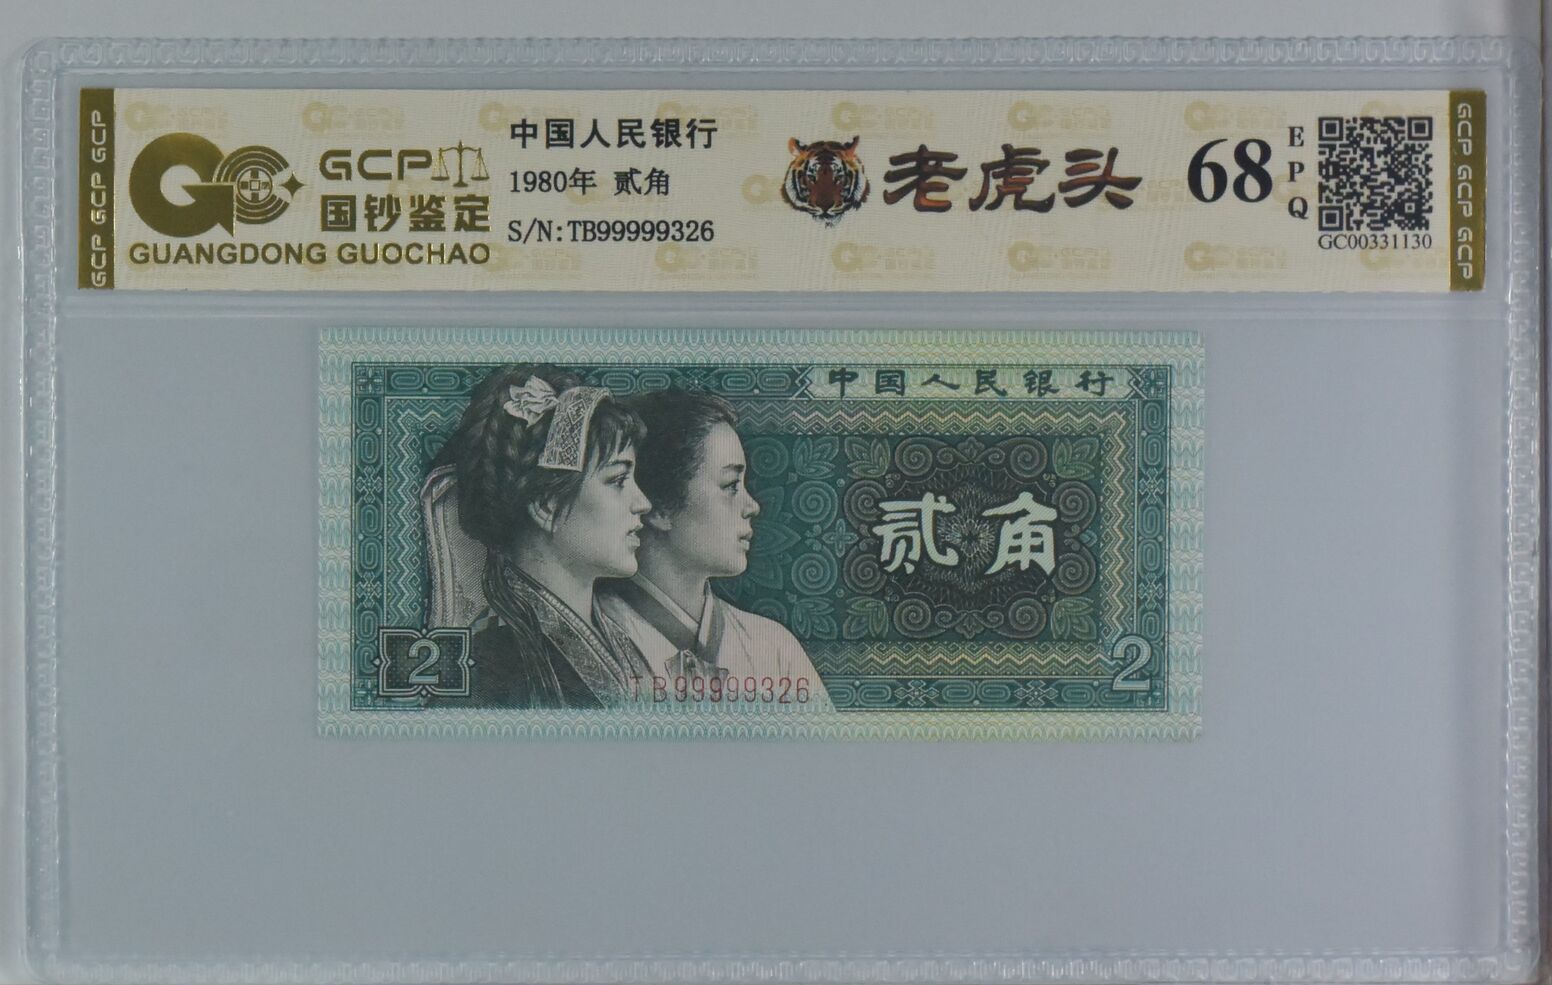 GCP
国钞鉴定
GUANGDONG GUOCHAO
中国人民银行
1980年 贰角
S/N:TB99999326
老虎头
68
EPQ
GC00331130
GCP GCP GCP
GCP GCP GCP
中国人民银行
贰角
2
2
TB99999326